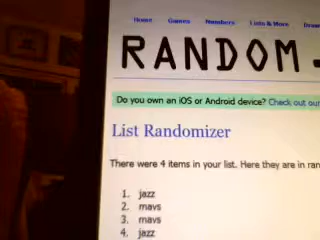 Home Games Numbers Lists & More
RANDOM
Do you own an iOS or Android device? Check out our
List Randomizer
There were 4 items in your list. Here they are in ran
1. jazz
2. mavs
3. mavs
4. jazz